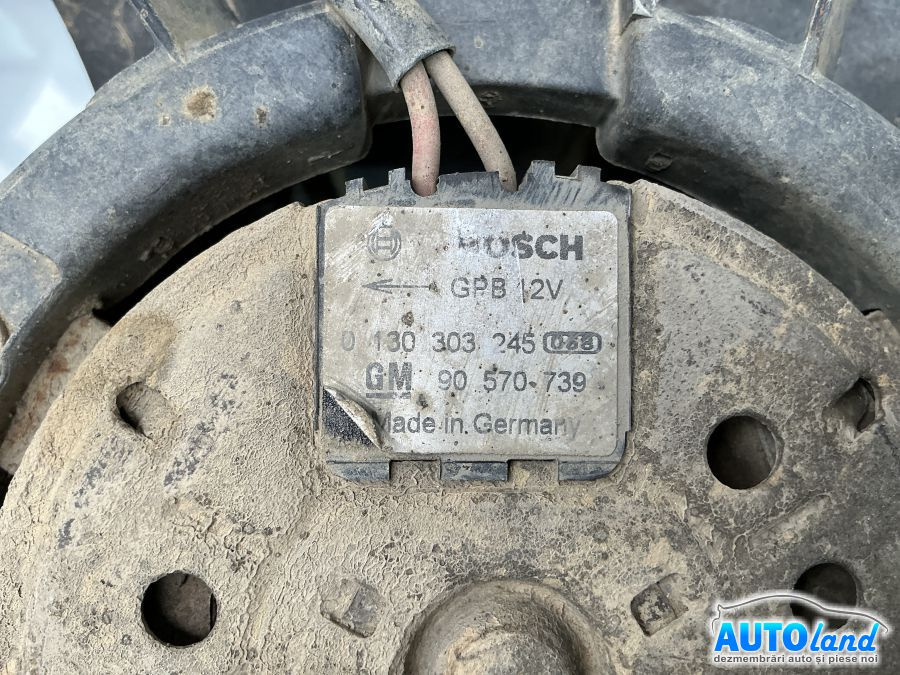 BOSCH
GPB 12V
0 130 303 245 068
GM 90 570 739
Made in Germany
AUTOland
dezmembrări auto și piese noi